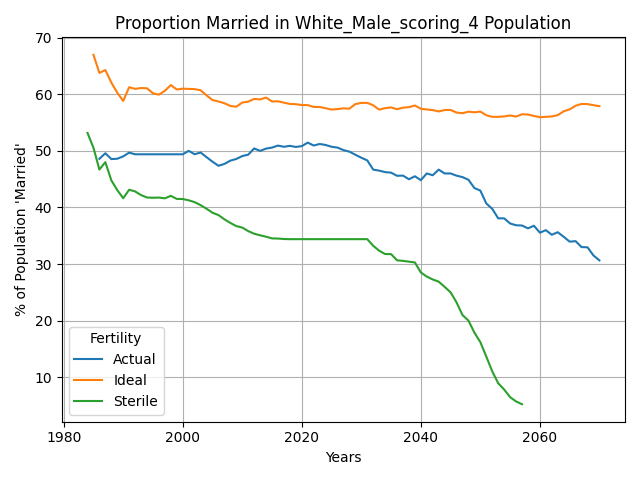 Proportion Married in White_Male_scoring_4 Population
70
60
50
40
30
20
10
% of Population 'Married'
Fertility
Actual
Ideal
Sterile
1980
2000
2020
2040
2060
Years